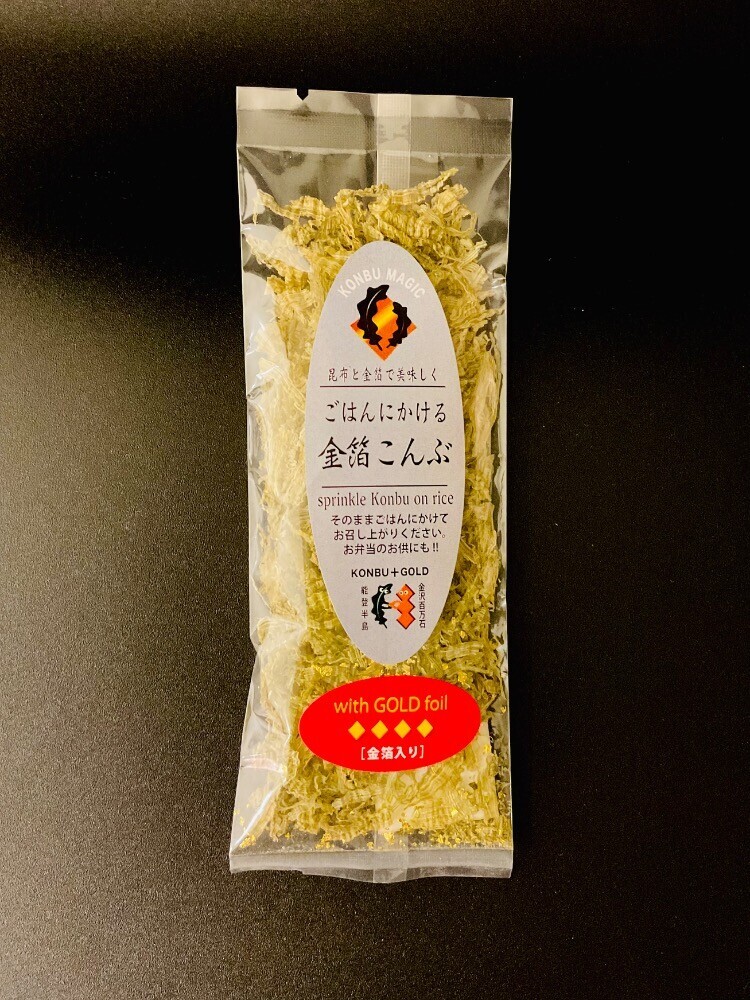 KONBU MAGIC
昆布と金箔で美味しく
ごはんにかける
金箔こんぶ
sprinkle Konbu on rice
そのままごはんにかけて
お召し上がりください。
お弁当のお供にも!!
KONBU+GOLD
能登半島
金沢百万石
with GOLD foil
[金箔入り]